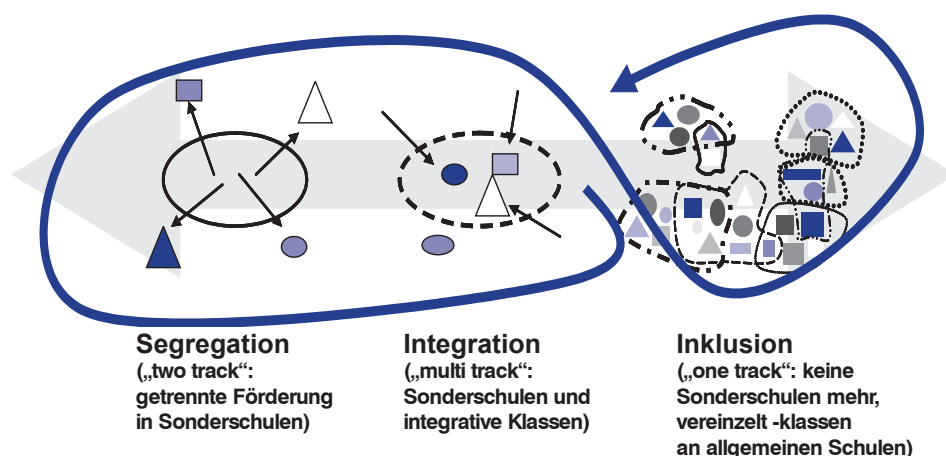 Segregation
(„two track“:
getrennte Förderung
in Sonderschulen)
Integration
(„multi track“:
Sonderschulen und
integrative Klassen)
Inklusion
(„one track“: keine
Sonderschulen mehr,
vereinzelt -klassen
an allgemeinen Schulen)